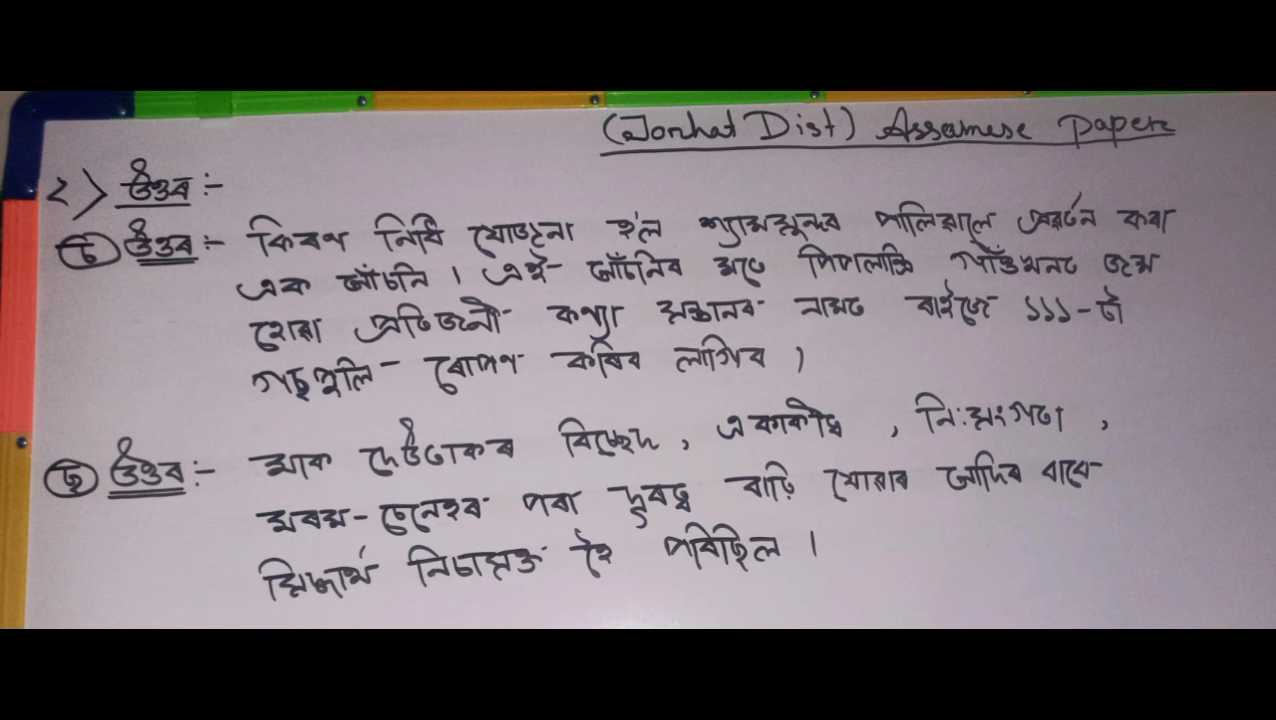 (Jorhat Dist) Assamese Paper
২) উত্তৰ :-
চ উত্তৰ :- কিৰণ নিধি যোজনা হ'ল শ্যামসুন্দৰ পালিৱালে প্ৰৱৰ্তন কৰা
এক আঁচনি । এই আঁচনিৰ মতে পিপলান্ত্ৰি গাঁওঁখনত জন্ম
হোৱা প্ৰতিজনী কন্যা সন্তানৰ নামত ৰাইজে ১১১-টা
গছপুলি ৰোপণ কৰিব লাগিব ।
ছ উত্তৰ :- মাক দেউতাকৰ বিচ্ছেদ , একাকীত্ব , নিঃসংগতা ,
মৰম-চেনেহৰ পৰা দূৰত্ব বাঢ়ি যোৱাৰ আদিৰ বাবে
সিদ্ধাৰ্থ নিচাসক্ত হৈ পৰিছিল ।